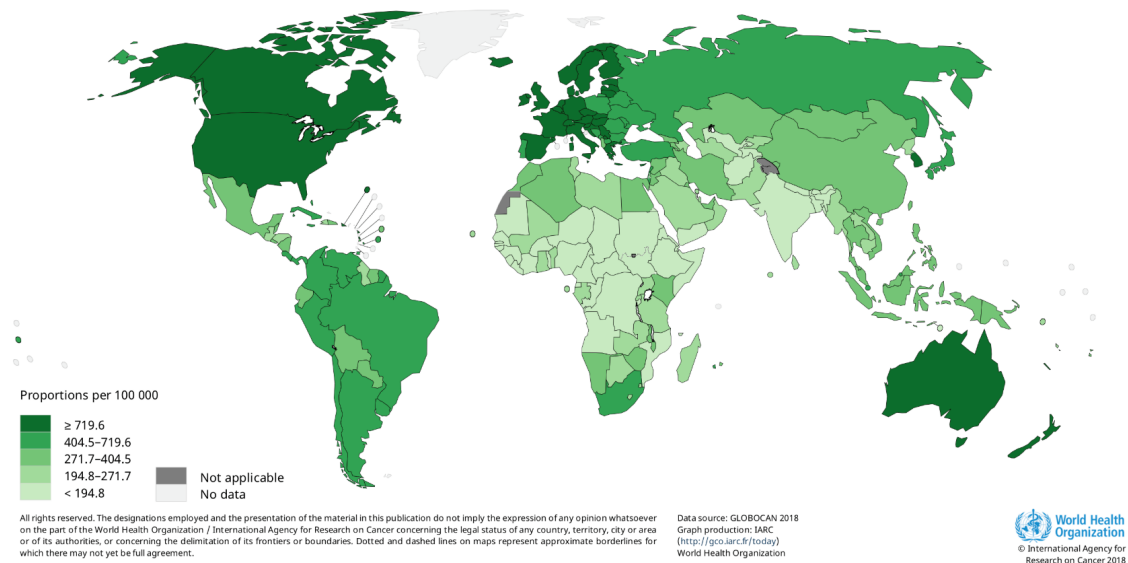 Proportions per 100 000
≥ 719.6
404.5–719.6
271.7–404.5
194.8–271.7
< 194.8
Not applicable
No data
All rights reserved. The designations employed and the presentation of the material in this publication do not imply the expression of any opinion whatsoever
on the part of the World Health Organization / International Agency for Research on Cancer concerning the legal status of any country, territory, city or area
or of its authorities, or concerning the delimitation of its frontiers or boundaries. Dotted and dashed lines on maps represent approximate borderlines for
which there may not yet be full agreement.
Data source: GLOBOCAN 2018
Graph production: IARC
(http://gco.iarc.fr/today)
World Health Organization
World Health
Organization
© International Agency for
Research on Cancer 2018